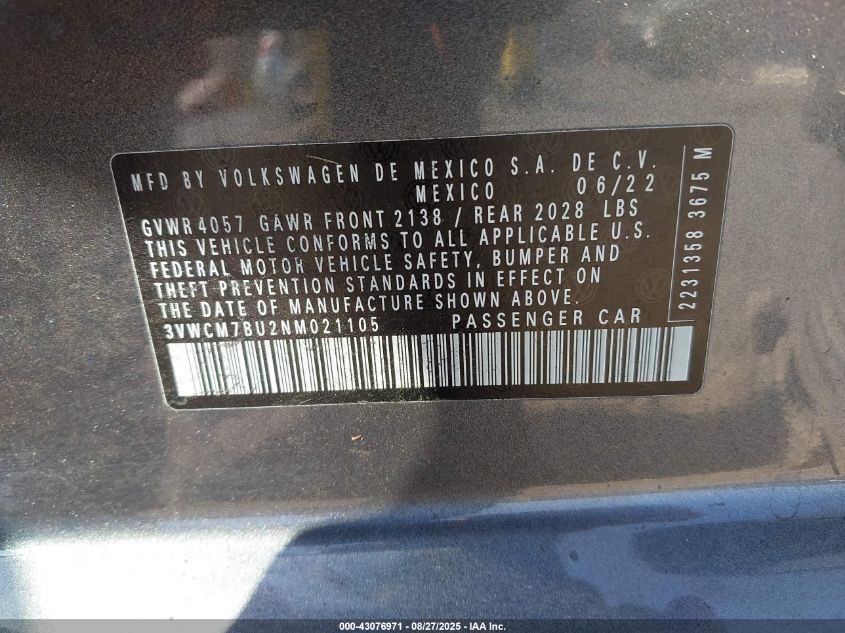 MFD BY VOLKSWAGEN DE MEXICO S.A. DE C.V.
MEXICO 06/22
GVWR 4057 GAWR FRONT 2138 / REAR 2028 LBS
THIS VEHICLE CONFORMS TO ALL APPLICABLE U.S.
FEDERAL MOTOR VEHICLE SAFETY, BUMPER AND
THEFT PREVENTION STANDARDS IN EFFECT ON
THE DATE OF MANUFACTURE SHOWN ABOVE.
3VWCM7BU2NM021105 PASSENGER CAR
2231358 3675 M
000-43076971 - 08/27/2025 - IAA Inc.